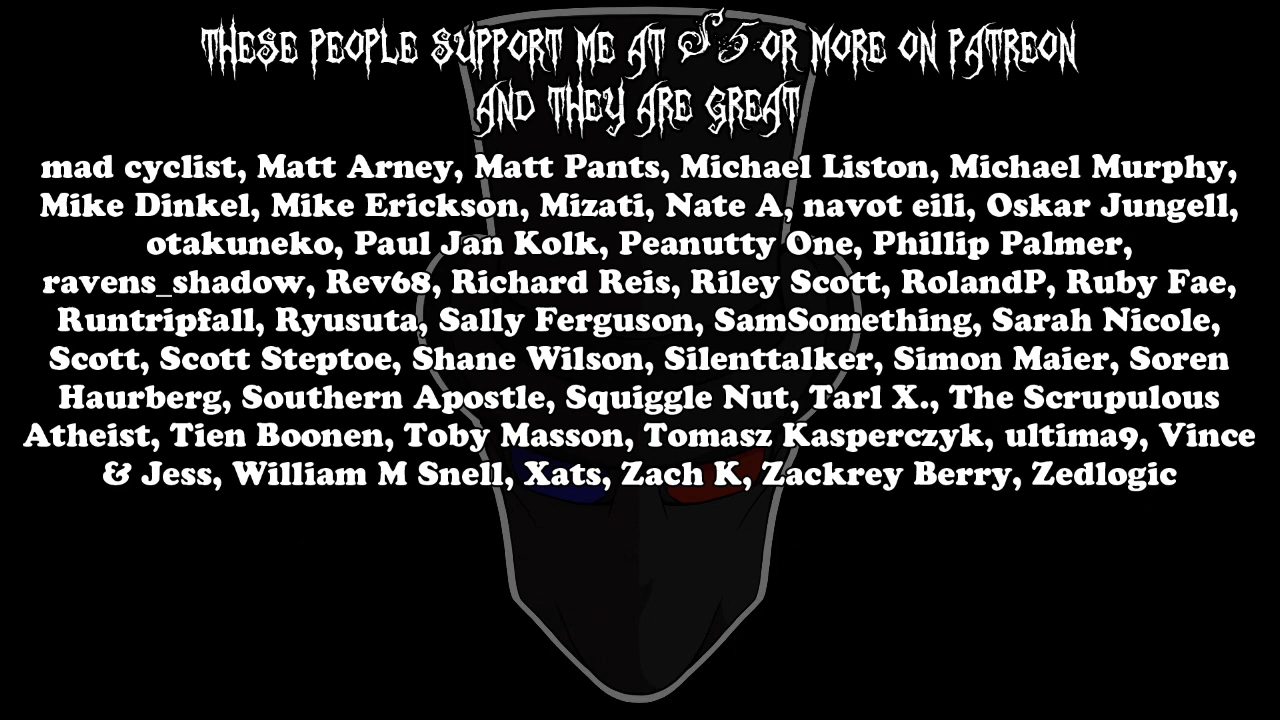 THESE PEOPLE SUPPORT ME AT $5 OR MORE ON PATREON
AND THEY ARE GREAT
mad cyclist, Matt Arney, Matt Pants, Michael Liston, Michael Murphy,
Mike Dinkel, Mike Erickson, Mizati, Nate A, navot eili, Oskar Jungell,
otakuneko, Paul Jan Kolk, Peanutty One, Phillip Palmer,
ravens_shadow, Rev68, Richard Reis, Riley Scott, RolandP, Ruby Fae,
Runtripfall, Ryusuta, Sally Ferguson, SamSomething, Sarah Nicole,
Scott, Scott Steptoe, Shane Wilson, Silenttalker, Simon Maier, Soren
Haurberg, Southern Apostle, Squiggle Nut, Tarl X., The Scrupulous
Atheist, Tien Boonen, Toby Masson, Tomasz Kasperczyk, ultima9, Vince
& Jess, William M Snell, Xats, Zach K, Zackrey Berry, Zedlogic